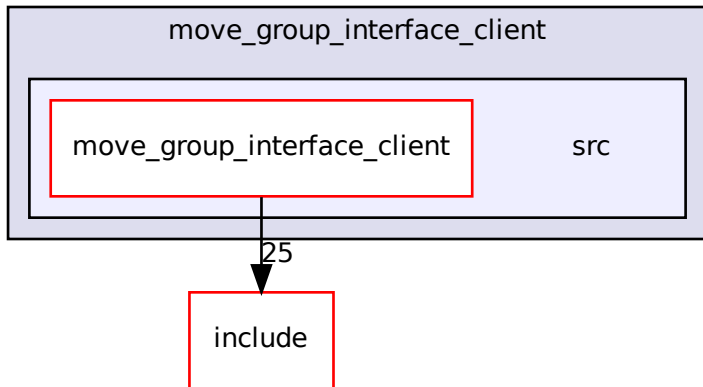 move_group_interface_client
move_group_interface_client
src
25
include